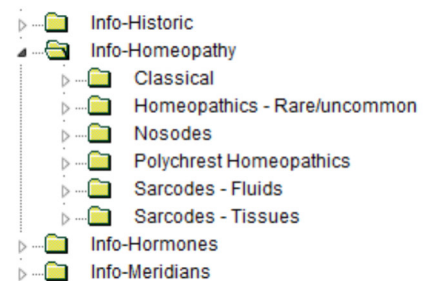 Info-Historic
Info-Homeopathy
Classical
Homeopathics - Rare/uncommon
Nosodes
Polychrest Homeopathics
Sarcodes - Fluids
Sarcodes - Tissues
Info-Hormones
Info-Meridians